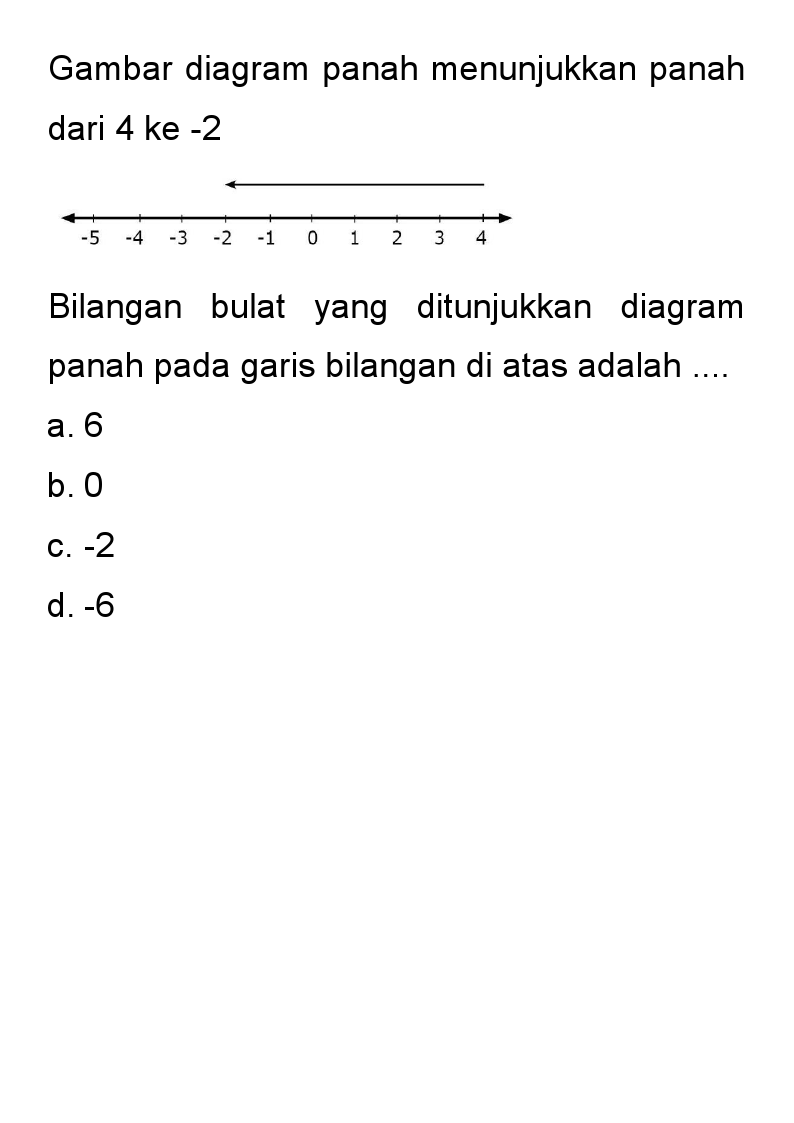 Gambar diagram panah menunjukkan panah
dari 4 ke -2
-5 -4 -3 -2 -1 0 1 2 3 4
Bilangan bulat yang ditunjukkan diagram
panah pada garis bilangan di atas adalah ....
a. 6
b. 0
c. -2
d. -6